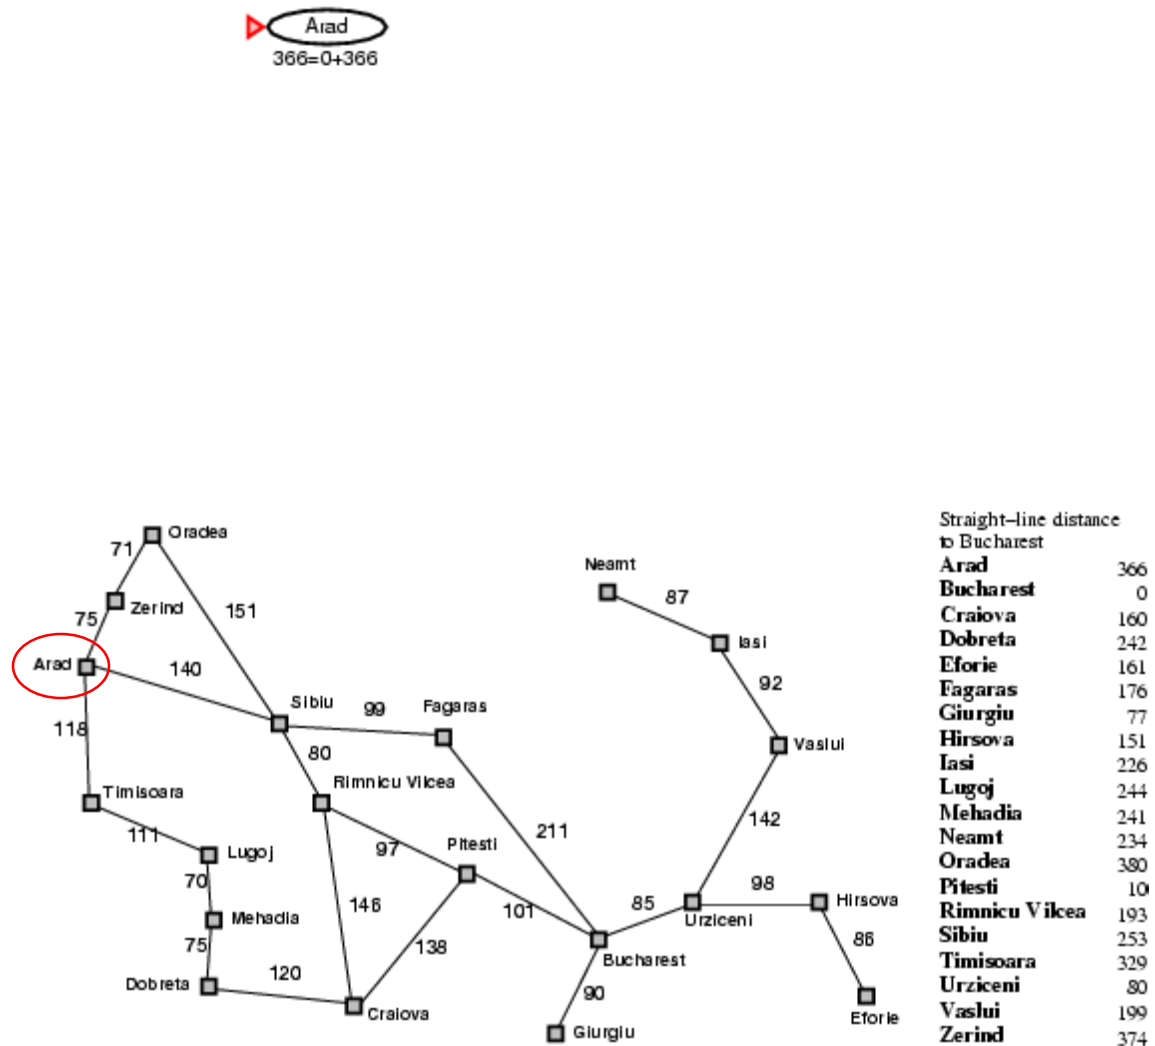 Arad
366=0+366
Oradea
71
Neamt
87
Zerind
75
151
Iasi
Arad
140
92
Sibiu
99
Fagaras
118
80
Vaslui
Timisoara
Rimnicu Vilcea
111
142
211
Lugoj
97
Pitesti
70
98
Hirsova
85
146
101
Mehadia
Urziceni
138
86
75
Bucharest
120
Dobreta
90
Craiova
Eforie
Giurgiu
Straight-line distance
to Bucharest
Arad 366
Bucharest 0
Craiova 160
Dobreta 242
Eforie 161
Fagaras 176
Giurgiu 77
Hirsova 151
Iasi 226
Lugoj 244
Mehadia 241
Neamt 234
Oradea 380
Pitesti 10
Rimnicu Vilcea 193
Sibiu 253
Timisoara 329
Urziceni 80
Vaslui 199
Zerind 374